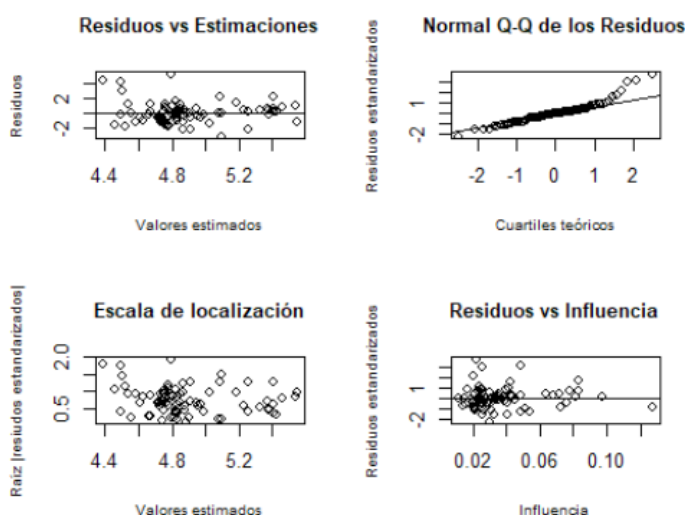 Residuos vs Estimaciones
Residuos
2
-2
4.4 4.8 5.2
Valores estimados
Normal Q-Q de los Residuos
Residuos estandarizados
1
-2
-2 -1 0 1 2
Cuartiles teóricos
Escala de localización
Raiz |resiudos estandarizados|
2.0
0.5
4.4 4.8 5.2
Valores estimados
Residuos vs Influencia
Residuos estandarizados
1
-2
0.02 0.06 0.10
Influencia